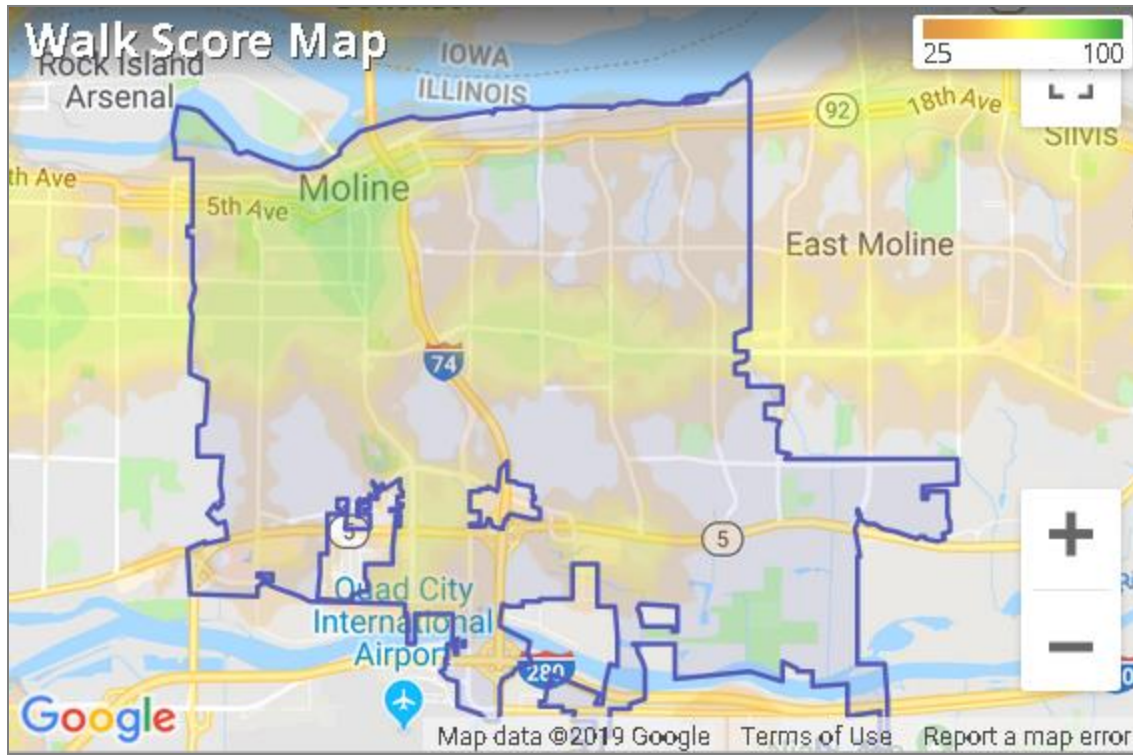 Walk Score Map
25
100
IOWA
ILLINOIS
Rock Island
Arsenal
92
18th Ave
Silvis
th Ave
Moline
5th Ave
East Moline
74
5
5
Quad City
International
Airport
280
+
−
Google
Map data ©2019 Google
Terms of Use
Report a map error